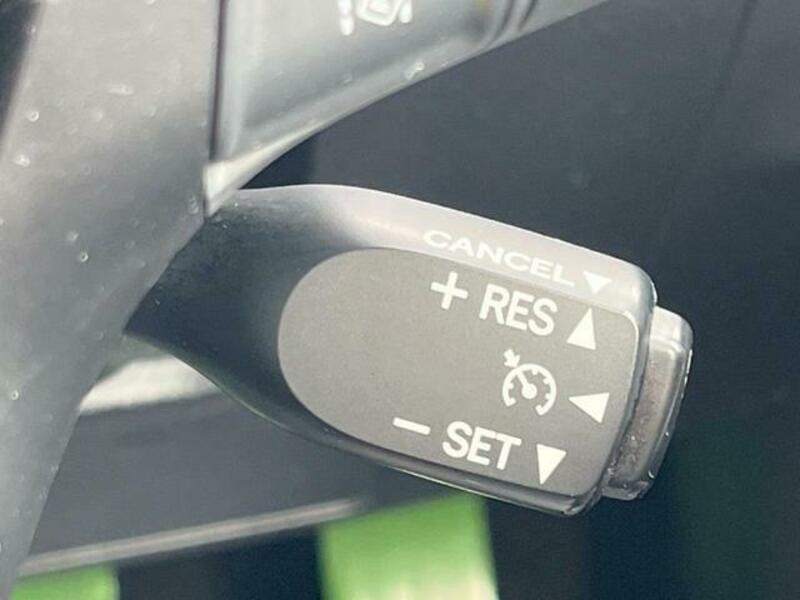 CANCEL ▼
+ RES ▲
◀
− SET ▼